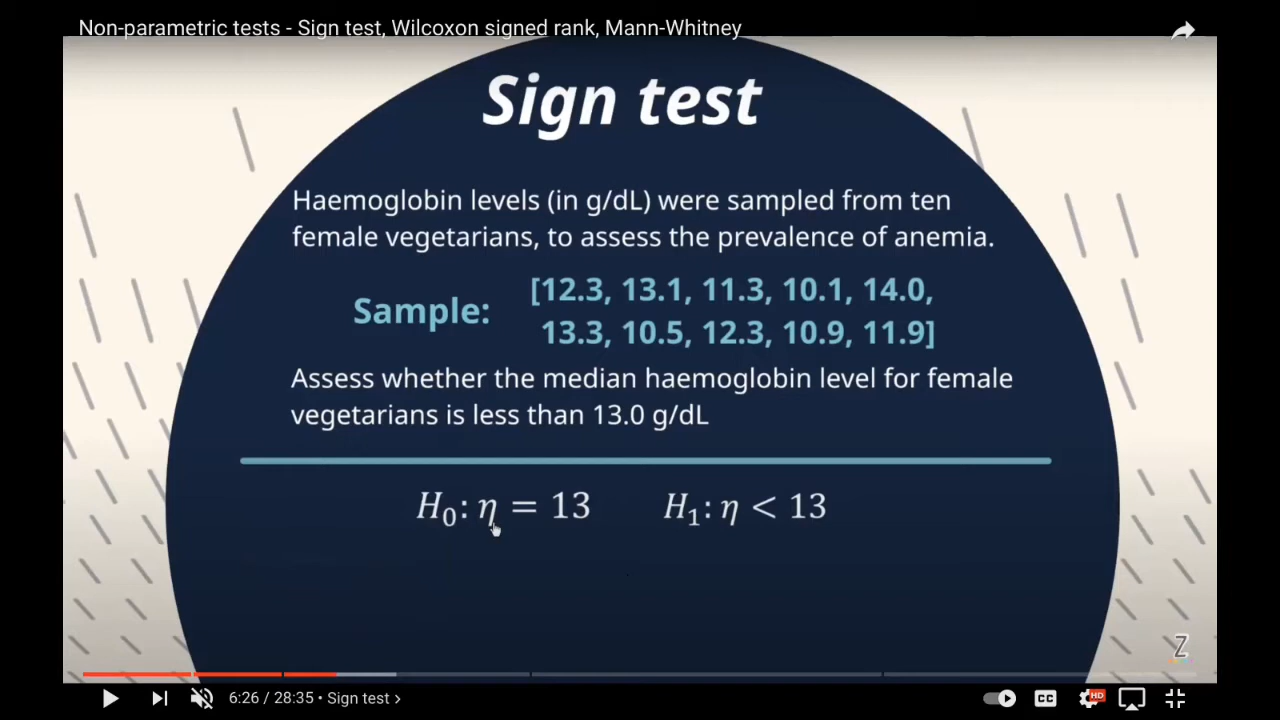 Non-parametric tests - Sign test, Wilcoxon signed rank, Mann-Whitney
Sign test
Haemoglobin levels (in g/dL) were sampled from ten
female vegetarians, to assess the prevalence of anemia.
Sample: [12.3, 13.1, 11.3, 10.1, 14.0,
13.3, 10.5, 12.3, 10.9, 11.9]
Assess whether the median haemoglobin level for female
vegetarians is less than 13.0 g/dL
H₀: η = 13 H₁: η < 13
Z
6:26 / 28:35 • Sign test ›
CC
HD